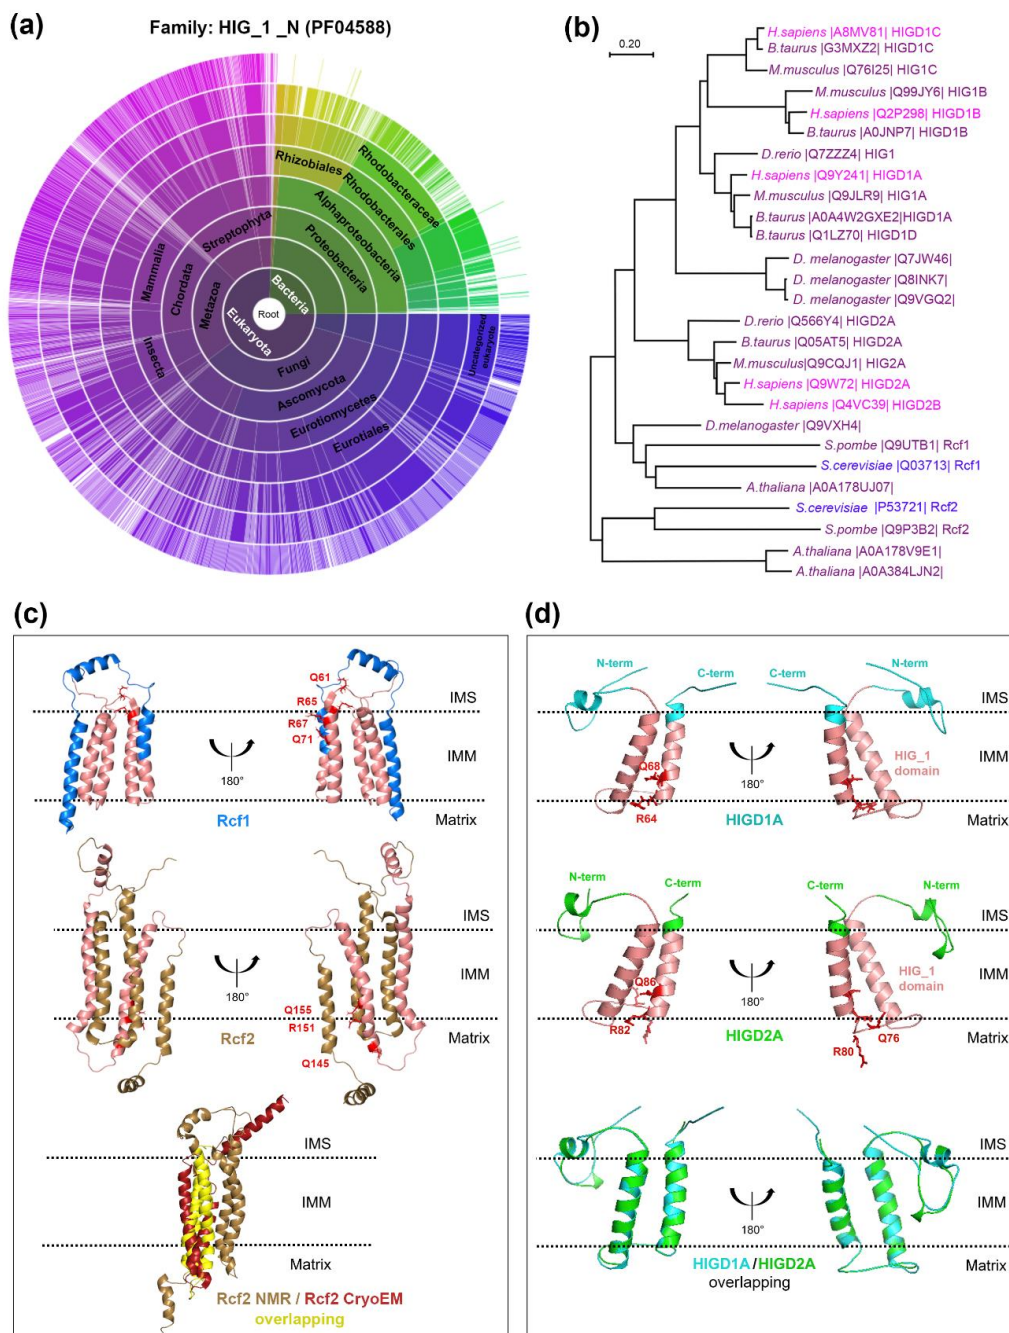 (a)
Family: HIG_1 _N (PF04588)
Rhizobiales
Rhodobacteraceae
Rhodobacterales
Alphaproteobacteria
Proteobacteria
Bacteria
Streptophyta
Mammalia
Chordata
Metazoa
Root
Eukaryota
Insecta
Fungi
Ascomycota
Eurotiomycetes
Eurotiales
Uncategorized
eukaryote
(b)
0.20
H.sapiens |A8MV81| HIGD1C
B.taurus |G3MXZ2| HIGD1C
M.musculus |Q76I25| HIG1C
M.musculus |Q99JY6| HIG1B
H.sapiens |Q2P298| HIGD1B
B.taurus |A0JNP7| HIGD1B
D.rerio |Q7ZZZ4| HIG1
H.sapiens |Q9Y241| HIGD1A
M.musculus |Q9JLR9| HIG1A
B.taurus |A0A4W2GXE2|HIGD1A
B.taurus |Q1LZ70| HIGD1D
D. melanogaster |Q7JW46|
D. melanogaster |Q8INK7|
D. melanogaster |Q9VGQ2|
D.rerio |Q566Y4| HIGD2A
B.taurus |Q05AT5| HIGD2A
M.musculus|Q9CQJ1| HIG2A
H.sapiens |Q9W72| HIGD2A
H.sapiens |Q4VC39| HIGD2B
D.melanogaster |Q9VXH4|
S.pombe |Q9UTB1| Rcf1
S.cerevisiae |Q03713| Rcf1
A.thaliana |A0A178UJ07|
S.cerevisiae |P53721| Rcf2
S.pombe |Q9P3B2| Rcf2
A.thaliana |A0A178V9E1|
A.thaliana |A0A384LJN2|
(c)
Q61
R65
R67
Q71
IMS
IMM
Matrix
180°
Rcf1
IMS
IMM
Matrix
180°
Q155
R151
Q145
Rcf2
IMS
IMM
Matrix
Rcf2 NMR / Rcf2 CryoEM
overlapping
(d)
N-term
C-term
C-term
N-term
IMS
IMM
Matrix
Q68
R64
180°
HIG_1
domain
HIGD1A
N-term
C-term
C-term
N-term
IMS
IMM
Matrix
Q86
R82
180°
HIG_1
domain
R80
Q76
HIGD2A
IMS
IMM
Matrix
180°
HIGD1A/HIGD2A
overlapping